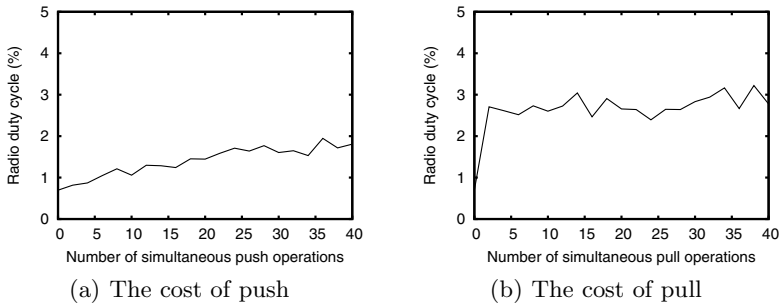 5
4
3
2
1
0
Radio duty cycle (%)
0 5 10 15 20 25 30 35 40
Number of simultaneous push operations
(a) The cost of push
5
4
3
2
1
0
Radio duty cycle (%)
0 5 10 15 20 25 30 35 40
Number of simultaneous pull operations
(b) The cost of pull